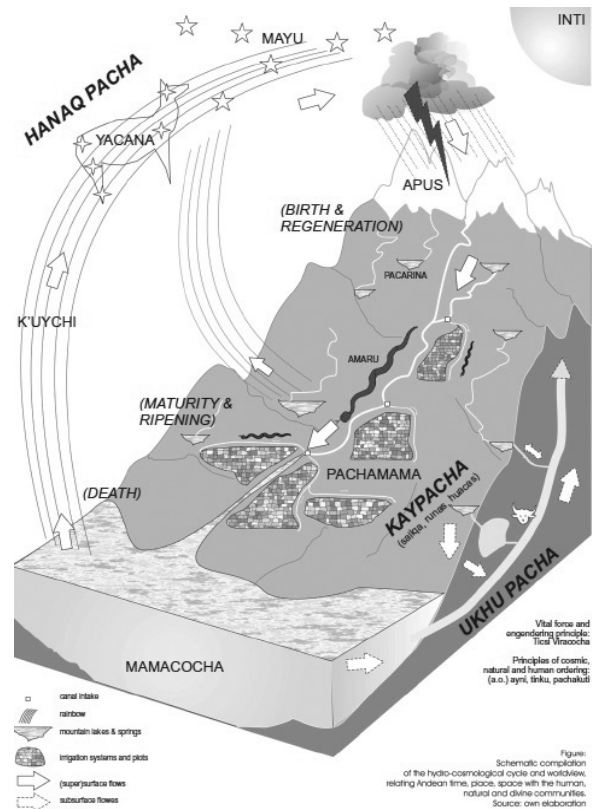 INTI
MAYU
HANAQ PACHA
YACANA
APUS
(BIRTH &
REGENERATION)
PACARINA
K'UYCHI
AMARU
(MATURITY &
RIPENING)
PACHAMAMA
(DEATH)
KAYPACHA
(sallqa, runas, huacas)
UKHU PACHA
MAMACOCHA
Vital force and
engendering principle:
Ticsi Viracocha
Principles of cosmic,
natural and human ordering:
(a.o.) ayni, tinku, pachakuti
canal intake
rainbow
mountain lakes & springs
irrigation systems and plots
(super)surface flows
subsurface flowes
Figure:
Schematic compilation
of the hydro-cosmological cycle and worldview,
relating Andean time, place, space with the human,
natural and divine communities.
Source: own elaboration